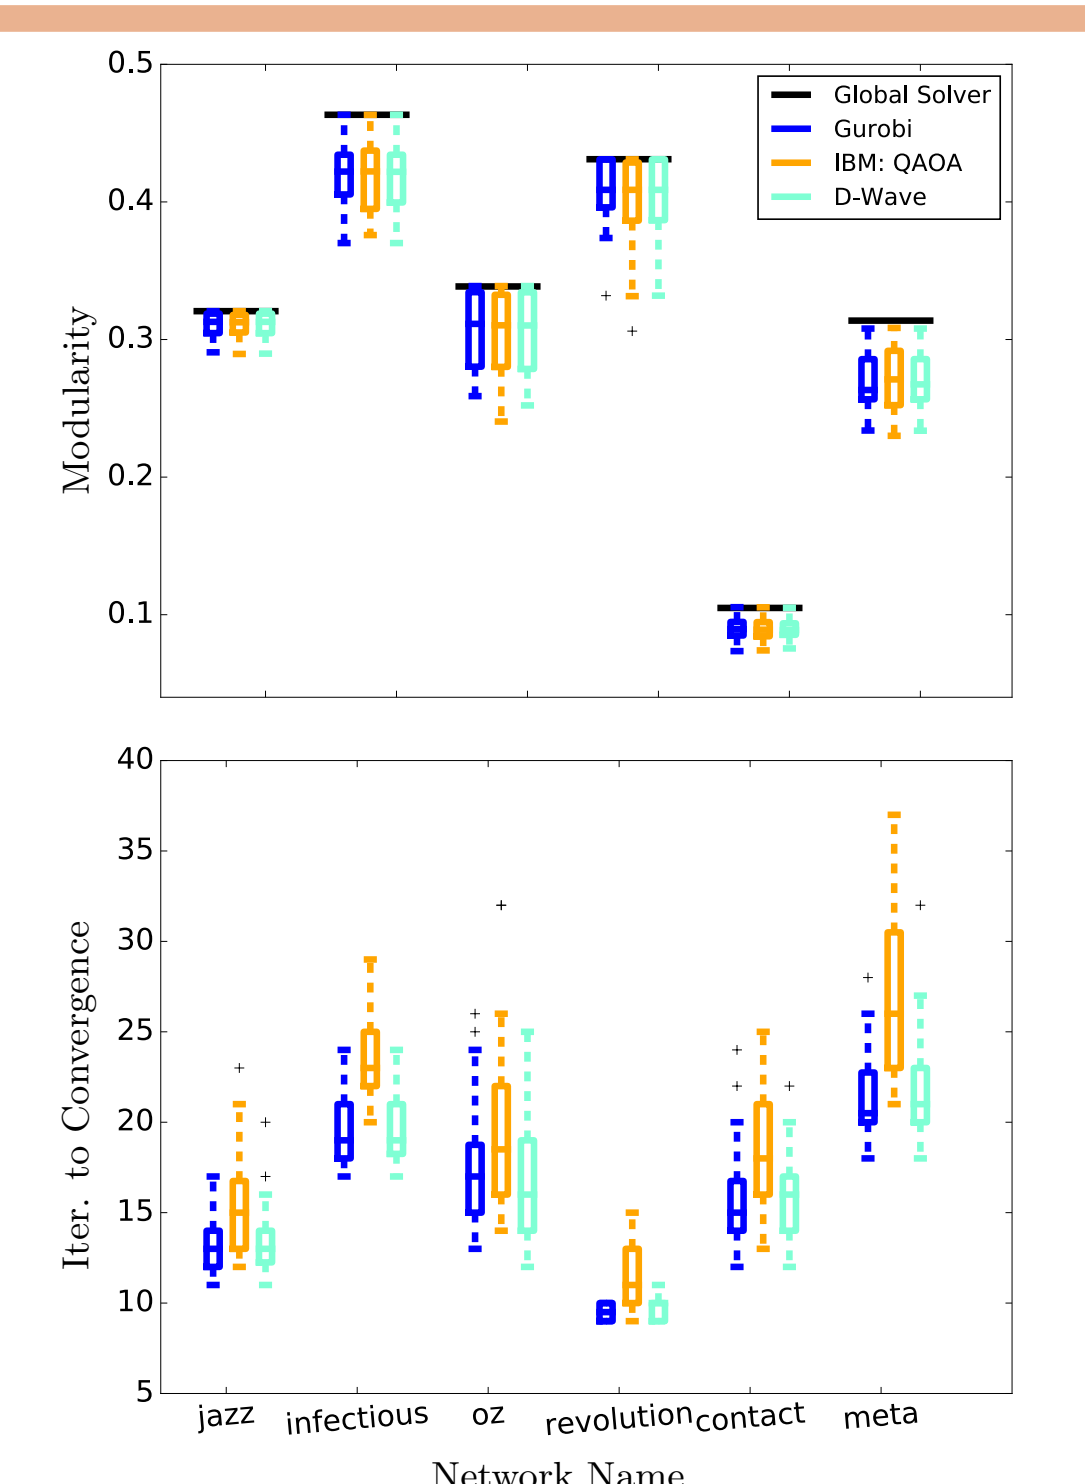 0.5
0.4
0.3
0.2
0.1
Modularity
Global Solver
Gurobi
IBM: QAOA
D-Wave
40
35
30
25
20
15
10
5
Iter. to Convergence
jazz infectious oz revolution contact meta
Network Name